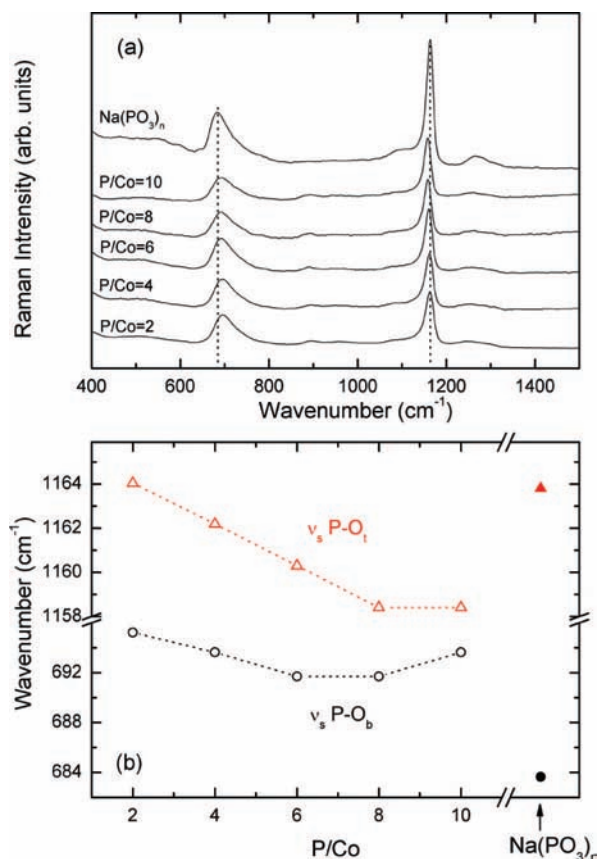 (a)
Na(PO₃)ₙ
P/Co=10
P/Co=8
P/Co=6
P/Co=4
P/Co=2
Raman Intrensity (arb. units)
400 600 800 1000 1200 1400
Wavenumber (cm⁻¹)
1164
1162
1160
1158
692
688
684
Wavenumber (cm⁻¹)
νₛ P-Oₜ
νₛ P-O_b
(b)
2 4 6 8 10
P/Co
Na(PO₃)ₙ